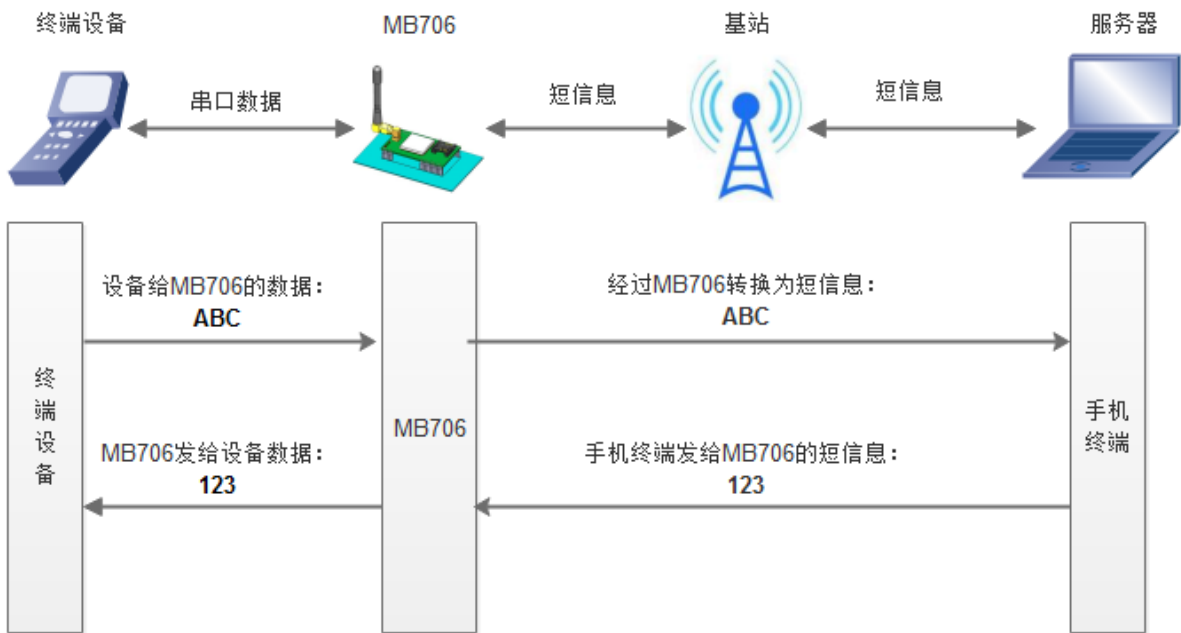 终端设备
MB706
基站
服务器
串口数据
短信息
短信息
设备给MB706的数据：
ABC
经过MB706转换为短信息：
ABC
终
端
设
备
MB706
手机
终端
MB706发给设备数据：
123
手机终端发给MB706的短信息：
123